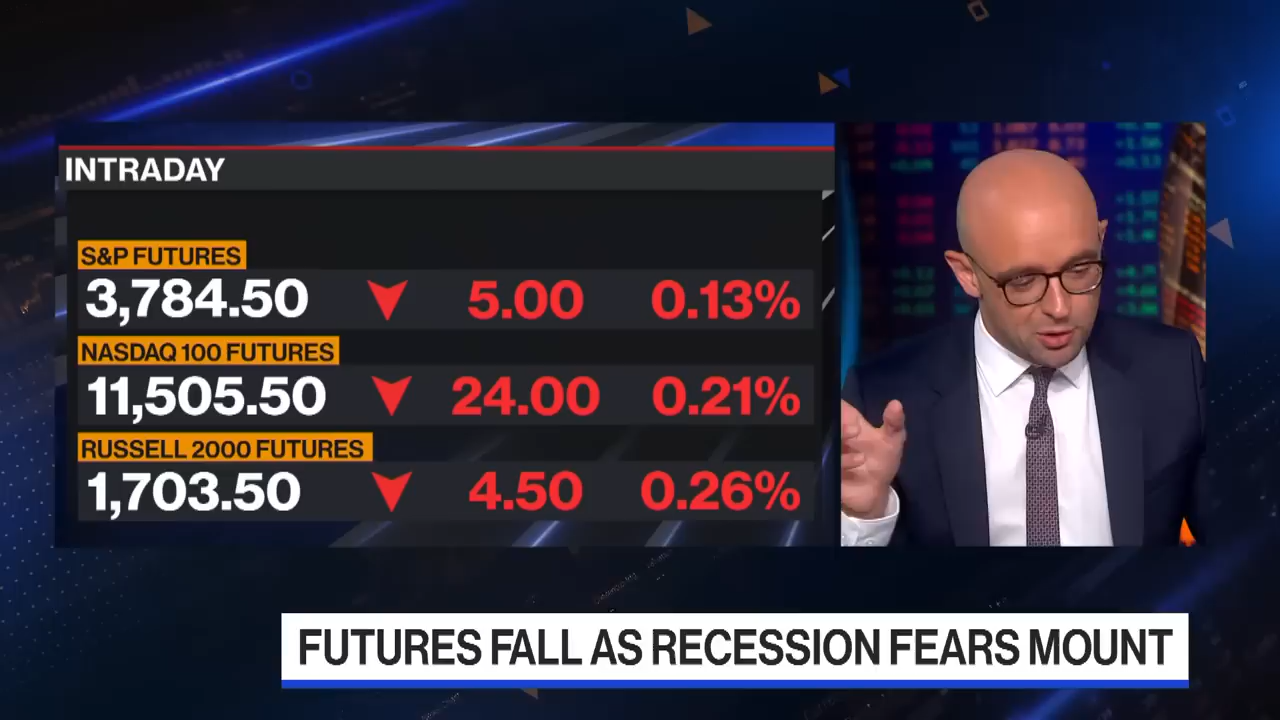 INTRADAY
S&P FUTURES
3,784.50 5.00 0.13%
NASDAQ 100 FUTURES
11,505.50 24.00 0.21%
RUSSELL 2000 FUTURES
1,703.50 4.50 0.26%
FUTURES FALL AS RECESSION FEARS MOUNT